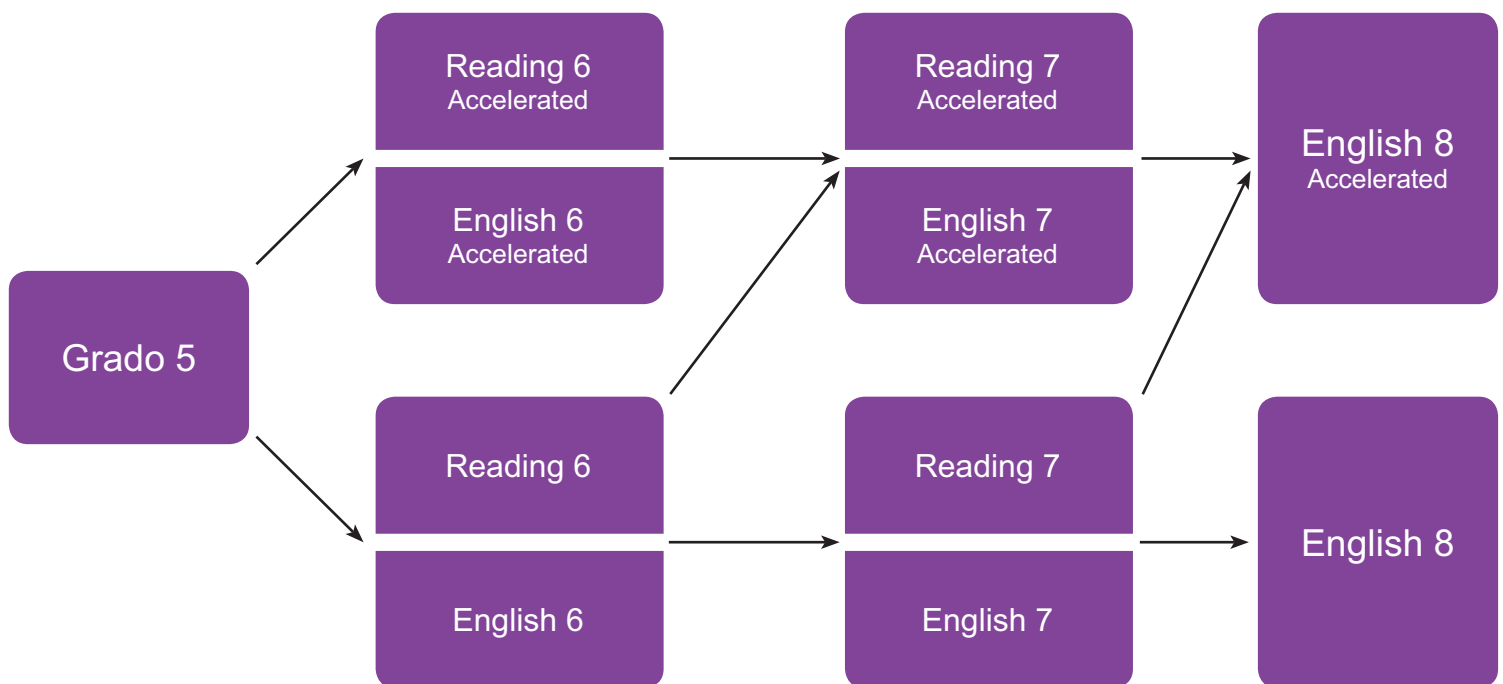 Grado 5
Reading 6
Accelerated
English 6
Accelerated
Reading 6
English 6
Reading 7
Accelerated
English 7
Accelerated
Reading 7
English 7
English 8
Accelerated
English 8